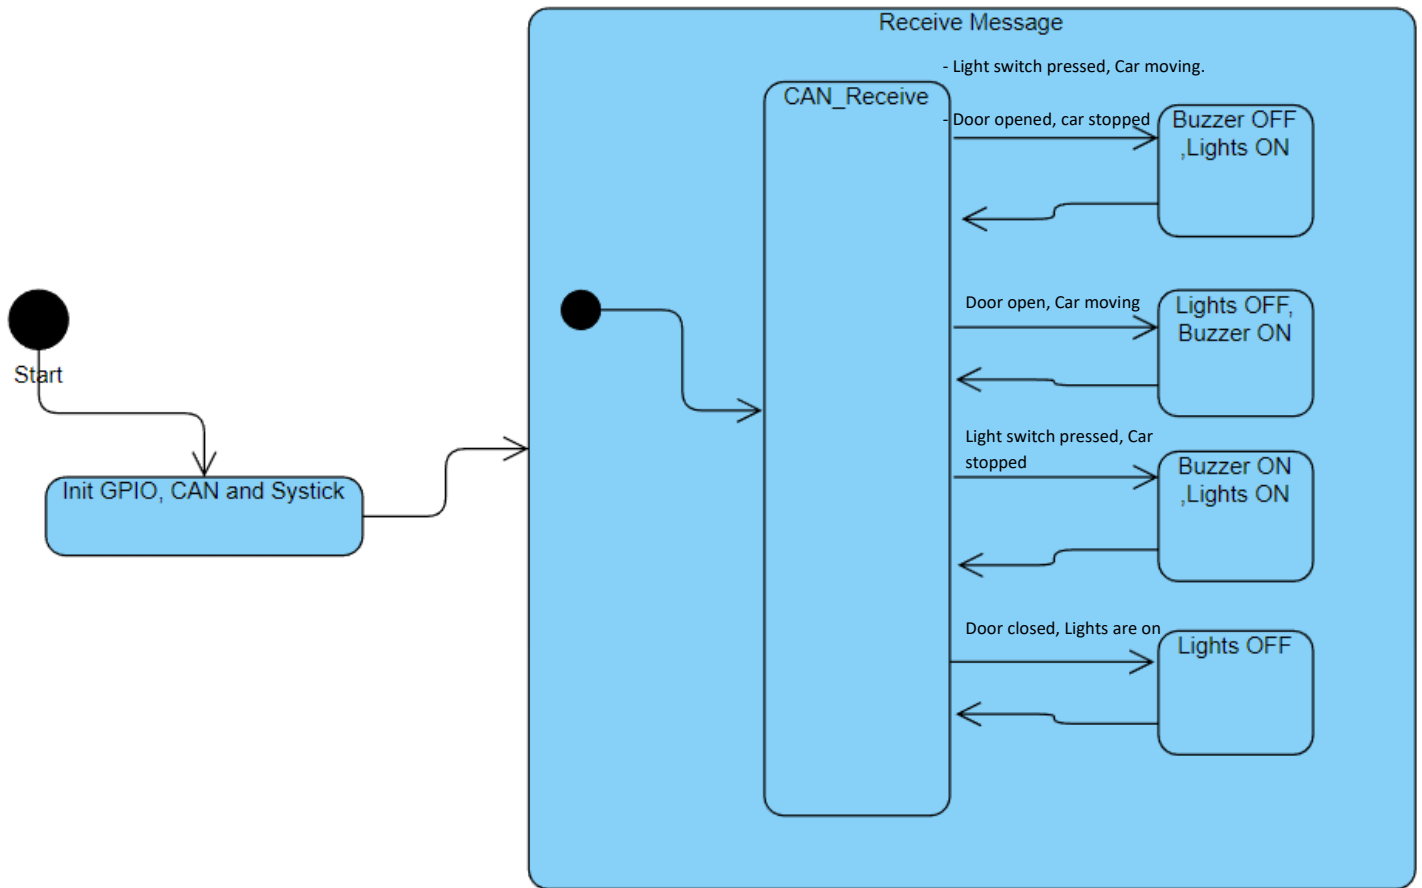 Receive Message
- Light switch pressed, Car moving.
CAN_Receive
- Door opened, car stopped
Buzzer OFF
,Lights ON
Door open, Car moving
Lights OFF,
Buzzer ON
Start
Light switch pressed, Car
stopped
Buzzer ON
,Lights ON
Init GPIO, CAN and Systick
Door closed, Lights are on
Lights OFF